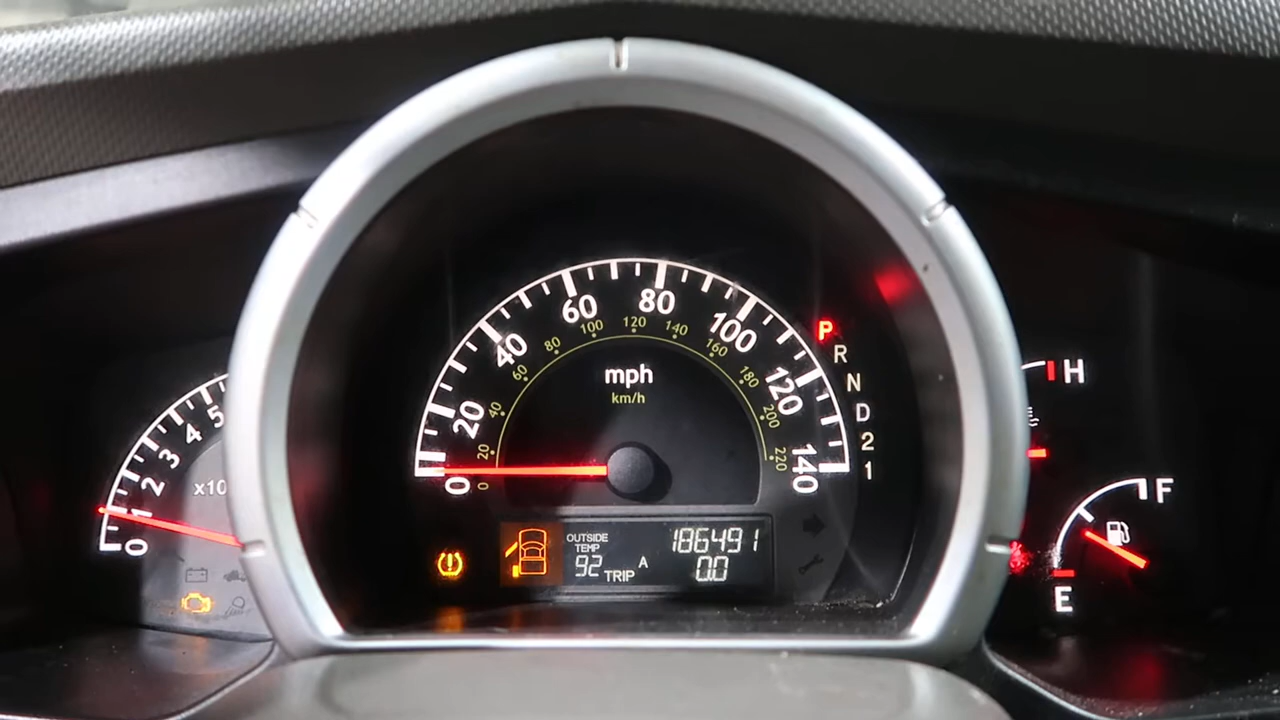 0 1 2 3 4 5
x10
0 20 40 60 80 100 120 140
0 20 40 60 80 100 120 140 160 180 200 220
mph
km/h
P
R
N
D
2
1
OUTSIDE
TEMP
92
TRIP A
186491
0.0
H
F
E